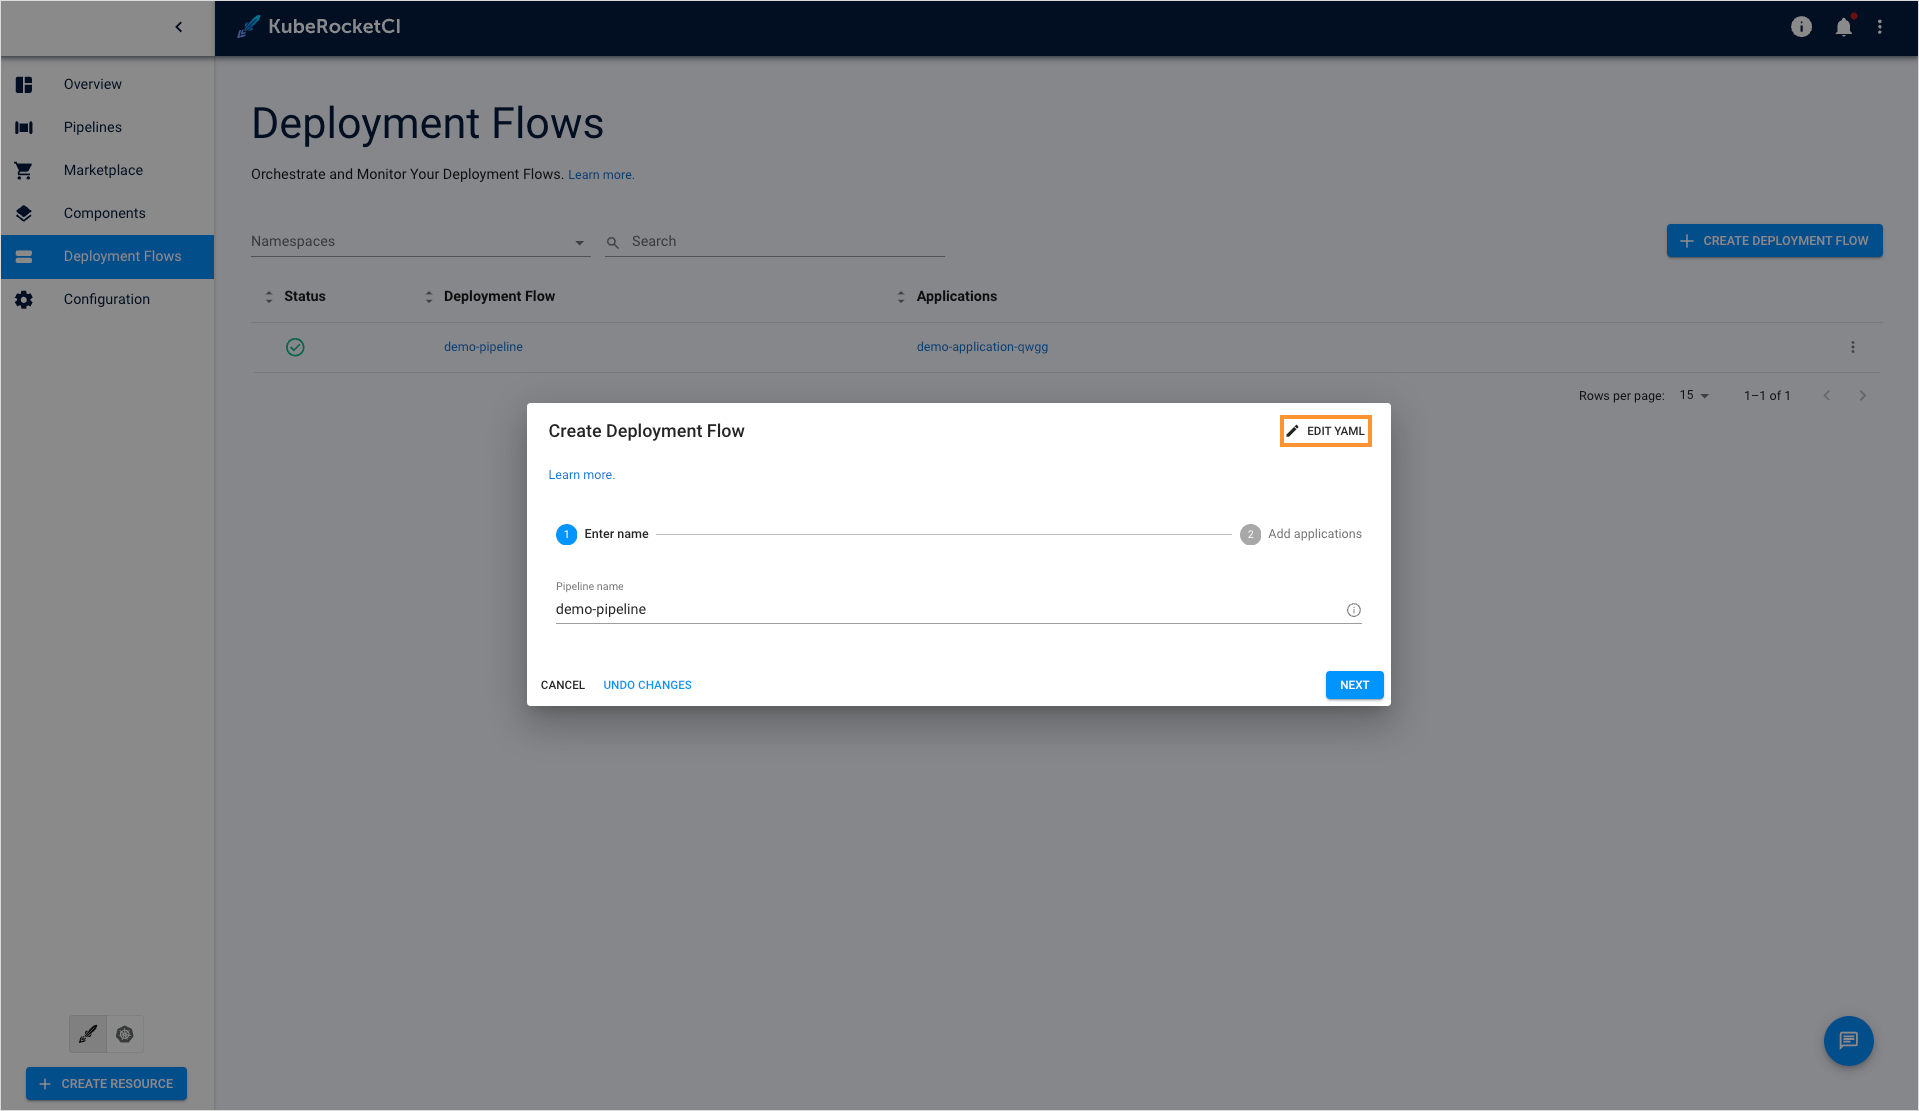 KubeRocketCI
Overview
Pipelines
Marketplace
Components
Deployment Flows
Configuration
Deployment Flows
Orchestrate and Monitor Your Deployment Flows. Learn more.
Namespaces
Search
CREATE DEPLOYMENT FLOW
Status
Deployment Flow
Applications
demo-pipeline
demo-application-qwgg
Rows per page: 15
1–1 of 1
Create Deployment Flow
EDIT YAML
Learn more.
1 Enter name
2 Add applications
Pipeline name
demo-pipeline
CANCEL
UNDO CHANGES
NEXT
CREATE RESOURCE